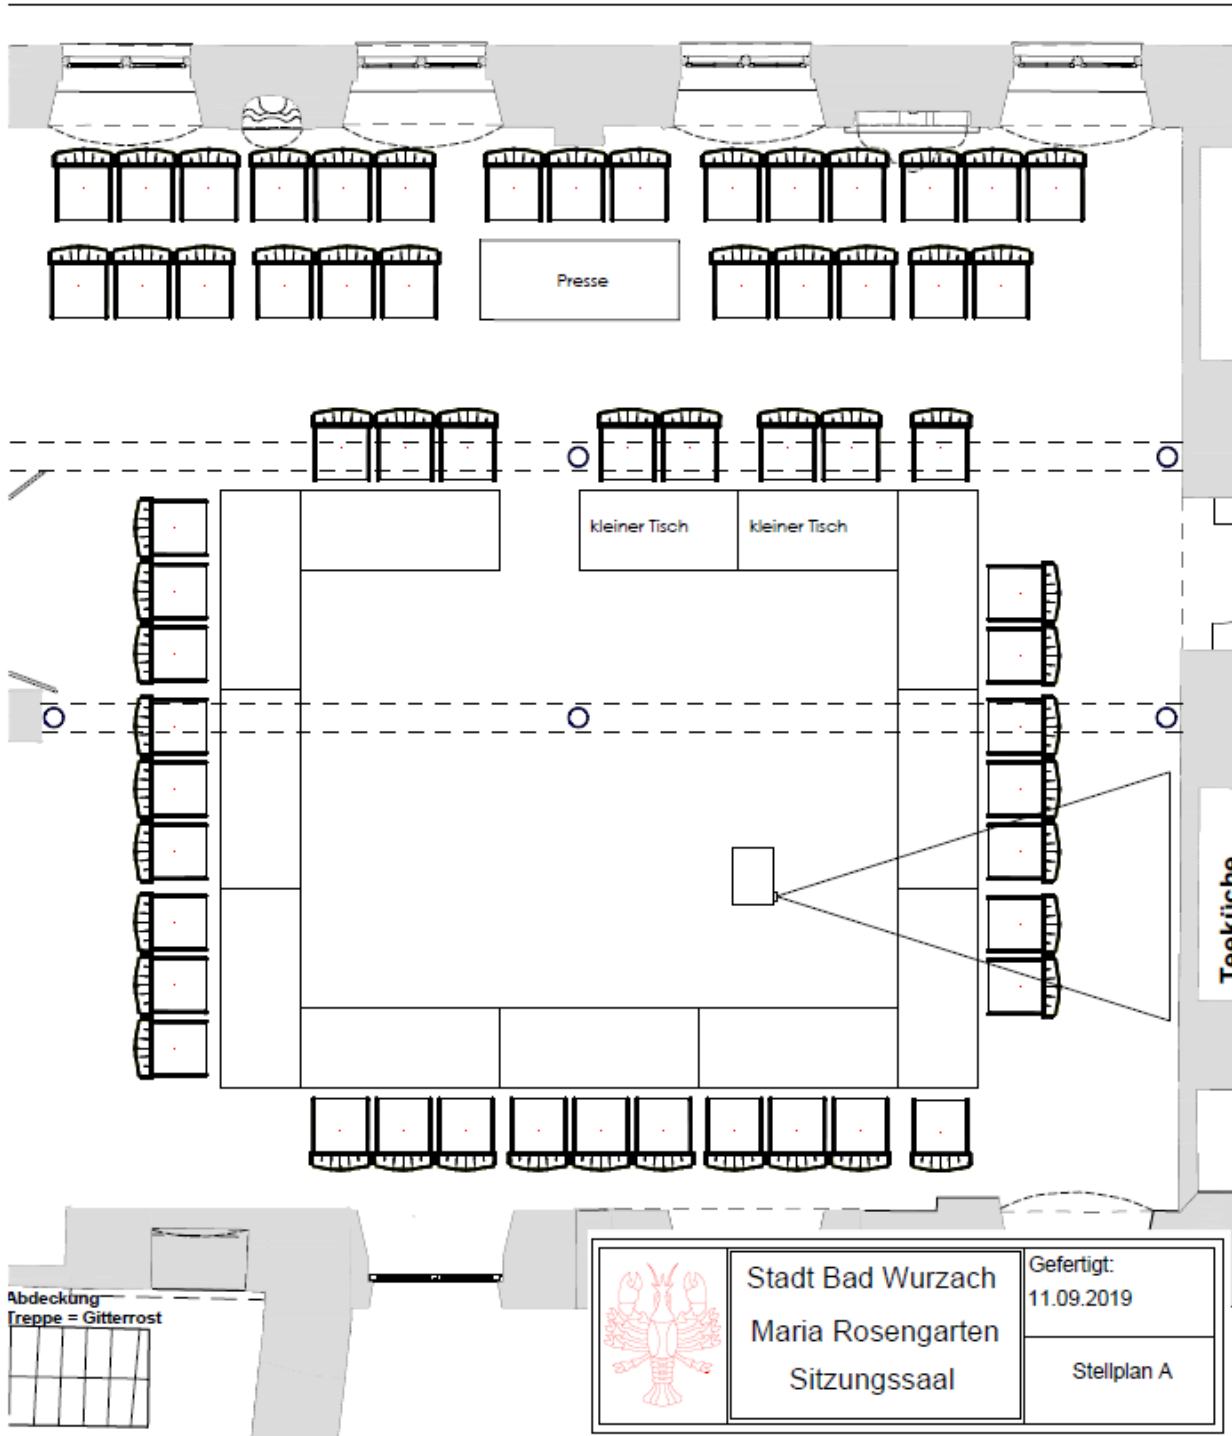 Presse
kleiner Tisch
kleiner Tisch
Teeküche
Abdeckung
Treppe = Gitterrost
Stadt Bad Wurzach
Maria Rosengarten
Sitzungssaal
Gefertigt:
11.09.2019
Stellplan A